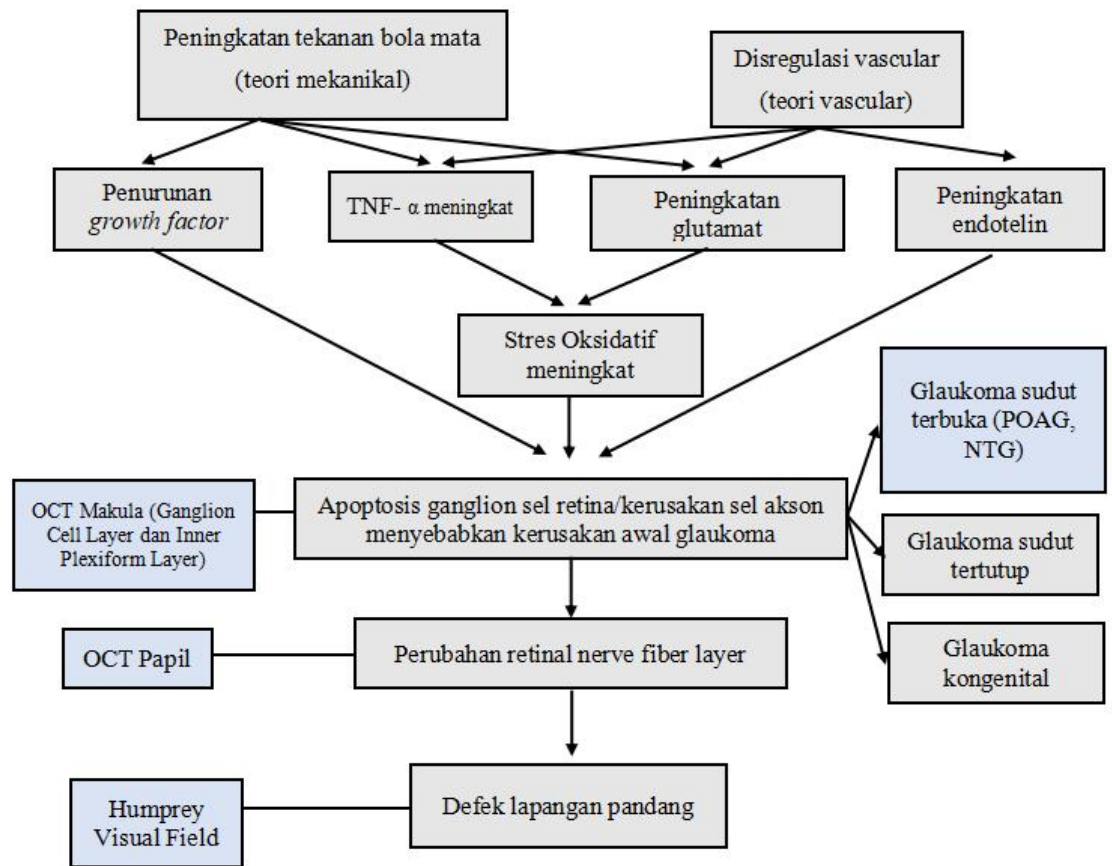 Peningkatan tekanan bola mata
(teori mekanikal)
Disregulasi vascular
(teori vascular)
Penurunan
growth factor
TNF- α meningkat
Peningkatan
glutamat
Peningkatan
endotelin
Stres Oksidatif
meningkat
Glaukoma sudut
terbuka (POAG,
NTG)
OCT Makula (Ganglion
Cell Layer dan Inner
Plexiform Layer)
Apoptosis ganglion sel retina/kerusakan sel akson
menyebabkan kerusakan awal glaukoma
Glaukoma sudut
tertutup
OCT Papil
Perubahan retinal nerve fiber layer
Glaukoma
kongenital
Humprey
Visual Field
Defek lapangan pandang